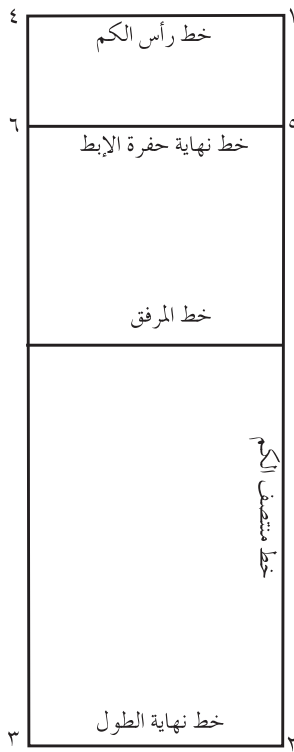 ٤ ١
خط رأس الكم
٦ ٥
خط نهاية حفرة الإبط
خط المرفق
خط منتصف الكم
خط نهاية الطول
٣ ٢